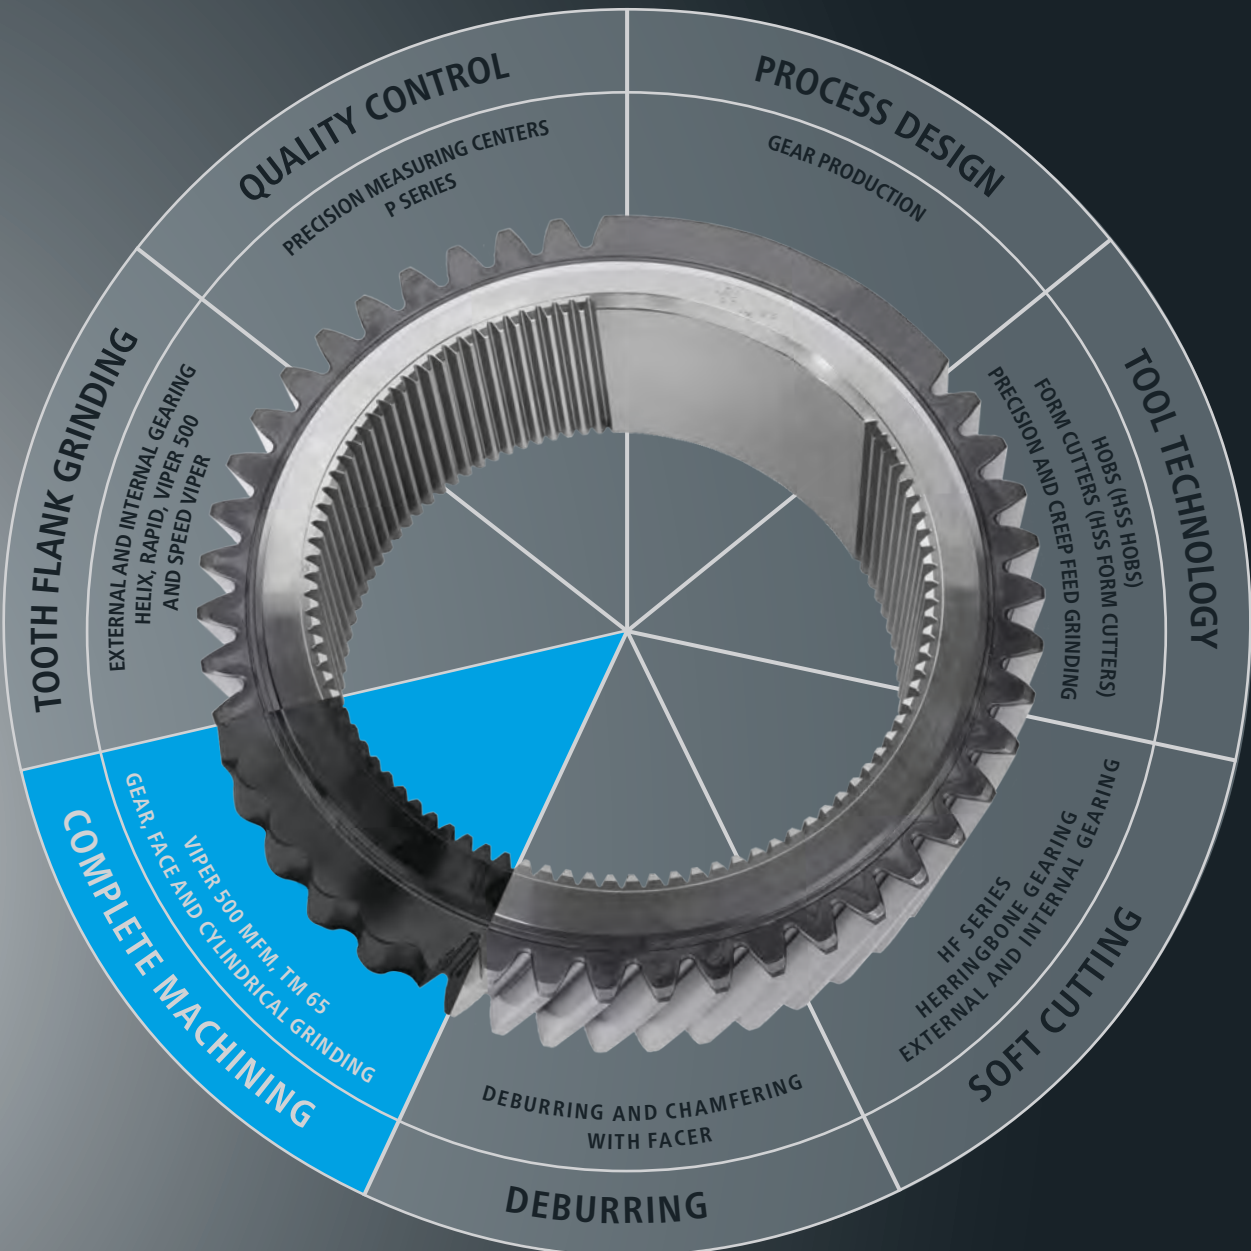 PROCESS DESIGN
GEAR PRODUCTION
TOOL TECHNOLOGY
HOBS (HSS HOBS)
FORM CUTTERS (HSS FORM CUTTERS)
PRECISION AND CREEP FEED GRINDING
SOFT CUTTING
HF SERIES
HERRINGBONE GEARING
EXTERNAL AND INTERNAL GEARING
DEBURRING AND CHAMFERING
WITH FACER
DEBURRING
COMPLETE MACHINING
VIPER 500 MFM, TM 65
GEAR, FACE AND CYLINDRICAL GRINDING
TOOTH FLANK GRINDING
EXTERNAL AND INTERNAL GEARING
HELIX, RAPID, VIPER 500
AND SPEED VIPER
QUALITY CONTROL
PRECISION MEASURING CENTERS
P SERIES